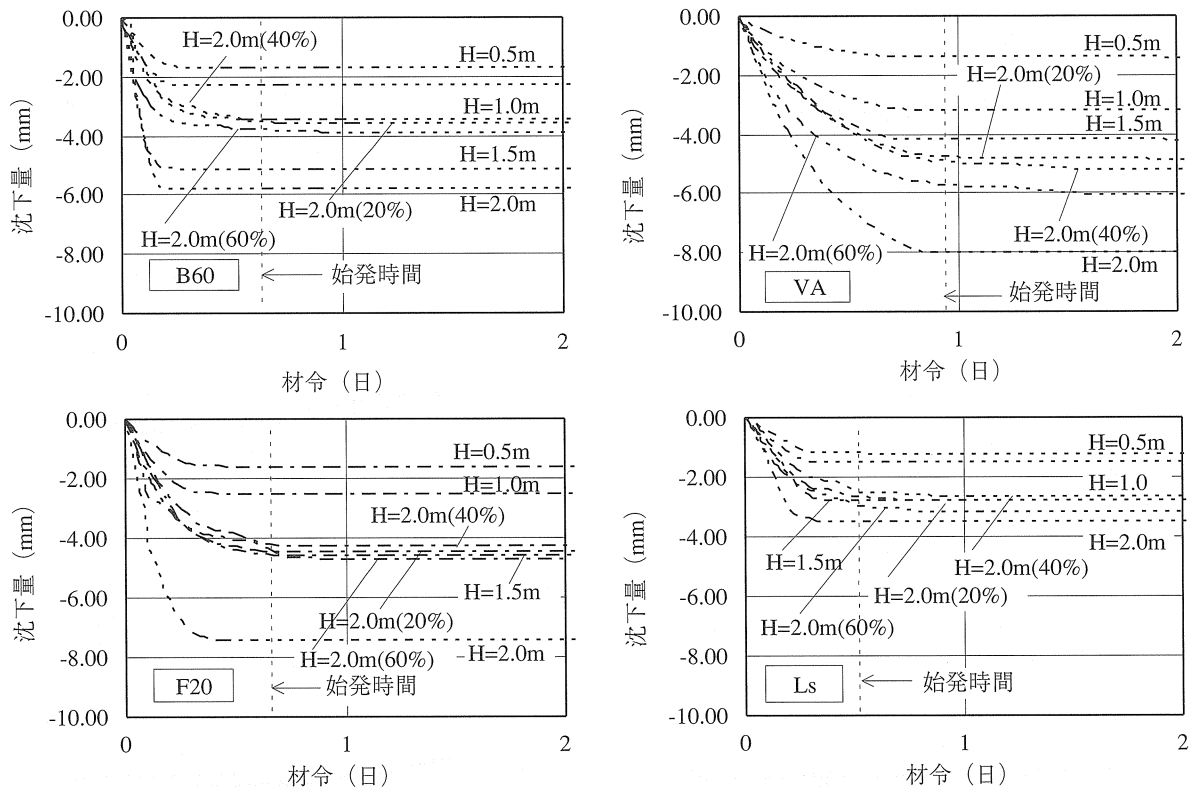 0.00
-2.00
-4.00
-6.00
-8.00
-10.00
沈下量（mm）
H=2.0m(40%)
H=0.5m
H=1.0m
H=1.5m
H=2.0m
H=2.0m(20%)
H=2.0m(60%)
B60
始発時間
0
1
2
材令（日）
0.00
-2.00
-4.00
-6.00
-8.00
-10.00
沈下量（mm）
H=0.5m
H=2.0m(20%)
H=1.0m
H=1.5m
H=2.0m(40%)
H=2.0m(60%)
H=2.0m
VA
始発時間
0
1
2
材令（日）
0.00
-2.00
-4.00
-6.00
-8.00
-10.00
沈下量（mm）
H=0.5m
H=1.0m
H=2.0m(40%)
H=1.5m
H=2.0m(20%)
H=2.0m(60%)
H=2.0m
F20
始発時間
0
1
2
材令（日）
0.00
-2.00
-4.00
-6.00
-8.00
-10.00
沈下量（mm）
H=0.5m
H=1.0
H=2.0m
H=1.5m
H=2.0m(40%)
H=2.0m(20%)
H=2.0m(60%)
Ls
始発時間
0
1
2
材令（日）